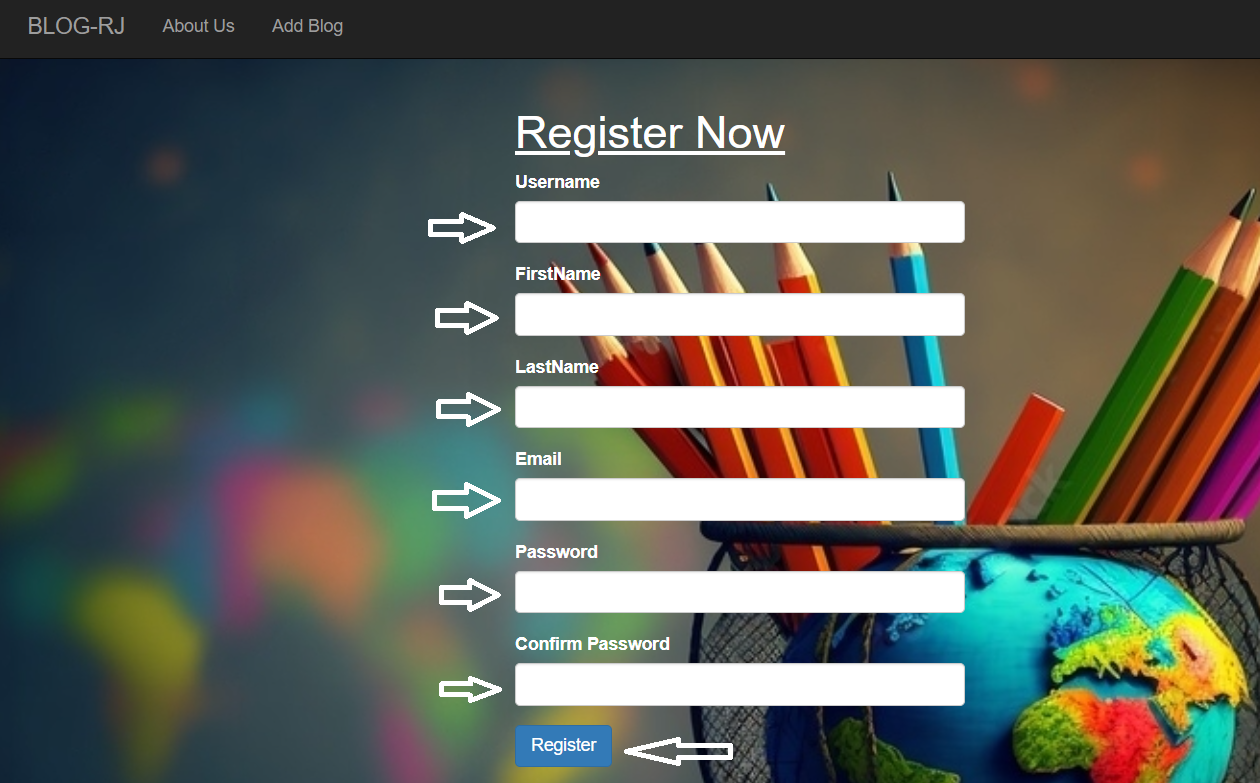 BLOG-RJ About Us Add Blog
Register Now
Username
FirstName
LastName
Email
Password
Confirm Password
Register